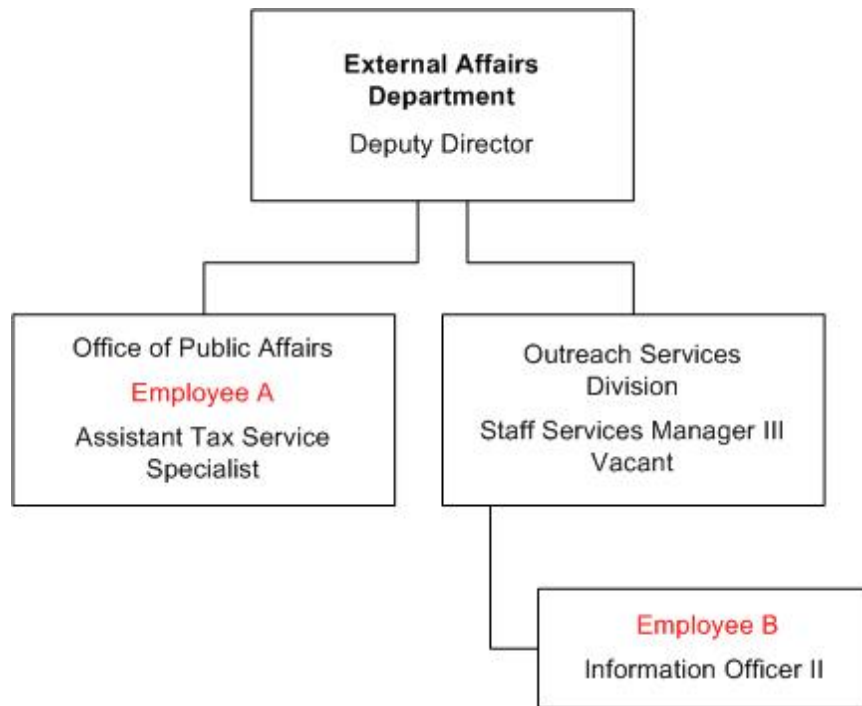 External Affairs
Department
Deputy Director
Office of Public Affairs
Employee A
Assistant Tax Service
Specialist
Outreach Services
Division
Staff Services Manager III
Vacant
Employee B
Information Officer II